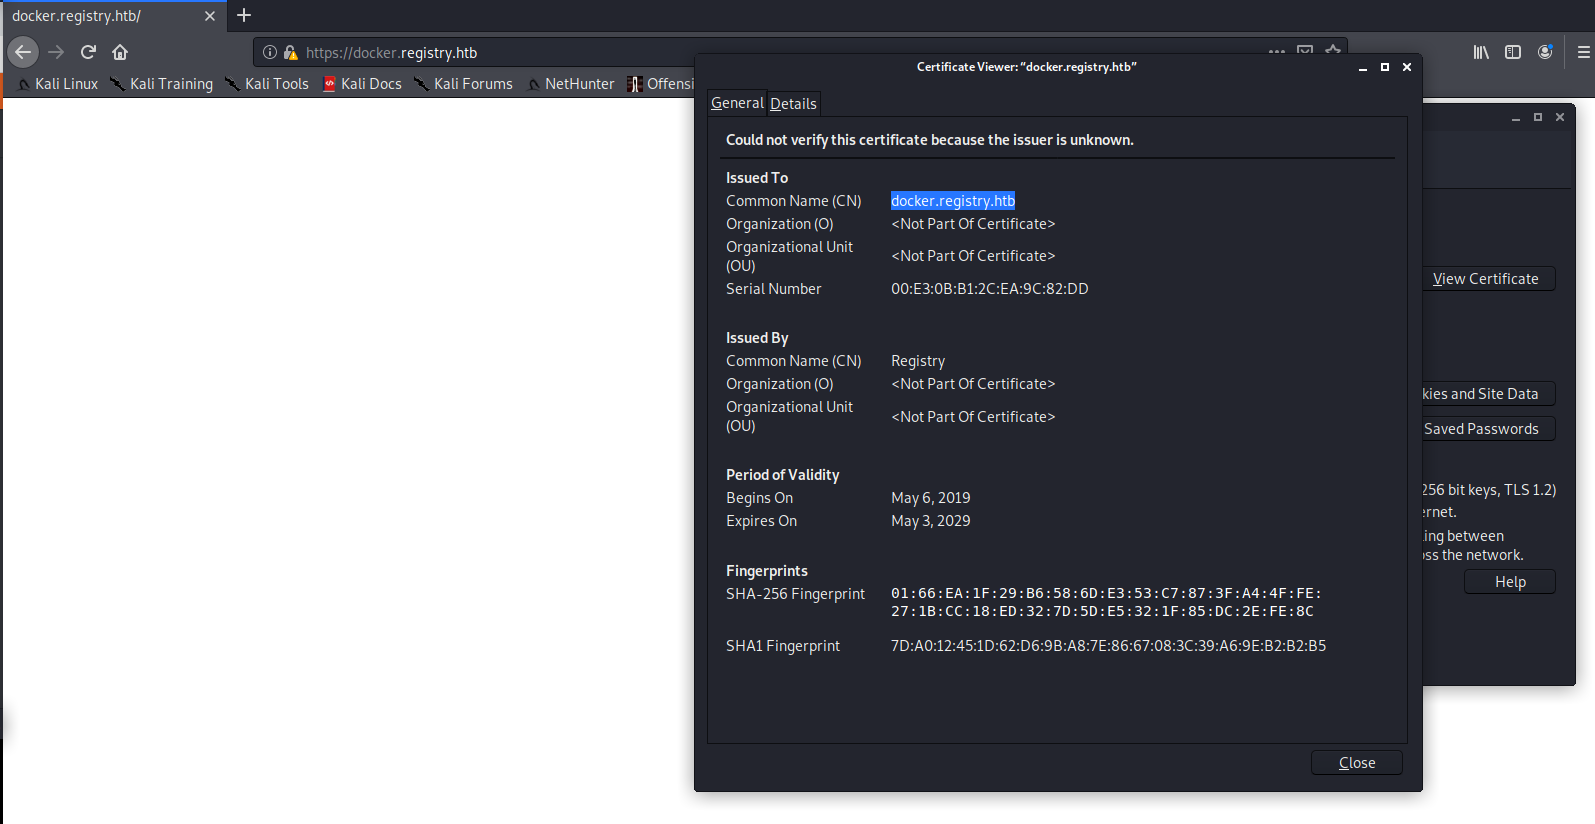 docker.registry.htb/
https://docker.registry.htb
Kali Linux Kali Training Kali Tools Kali Docs Kali Forums NetHunter
Certificate Viewer: “docker.registry.htb”
General Details
Could not verify this certificate because the issuer is unknown.
Issued To
Common Name (CN) docker.registry.htb
Organization (O) <Not Part Of Certificate>
Organizational Unit
(OU) <Not Part Of Certificate>
Serial Number 00:E3:0B:B1:2C:EA:9C:82:DD
Issued By
Common Name (CN) Registry
Organization (O) <Not Part Of Certificate>
Organizational Unit
(OU) <Not Part Of Certificate>
Period of Validity
Begins On May 6, 2019
Expires On May 3, 2029
Fingerprints
SHA-256 Fingerprint 01:66:EA:1F:29:B6:58:6D:E3:53:C7:87:3F:A4:4F:FE:
27:1B:CC:18:ED:32:7D:5D:E5:32:1F:85:DC:2E:FE:8C
SHA1 Fingerprint 7D:A0:12:45:1D:62:D6:9B:A8:7E:86:67:08:3C:39:A6:9E:B2:B2:B5
Close
View Certificate
kies and Site Data
Saved Passwords
256 bit keys, TLS 1.2)
ernet.
ing between
ss the network.
Help